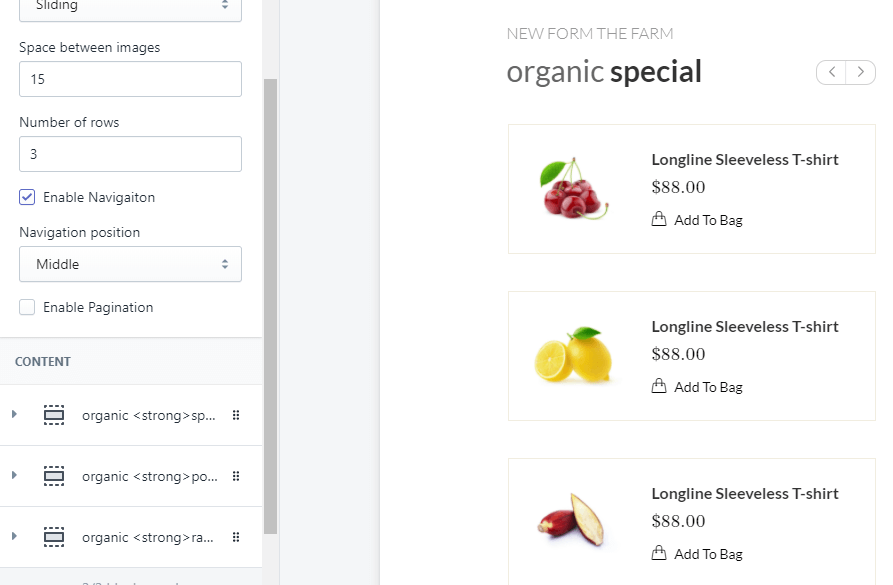 Sliding
Space between images
15
Number of rows
3
Enable Navigaiton
Navigation position
Middle
Enable Pagination
CONTENT
organic <strong>sp...
organic <strong>po...
organic <strong>ra...
NEW FORM THE FARM
organic special
Longline Sleeveless T-shirt
$88.00
Add To Bag
Longline Sleeveless T-shirt
$88.00
Add To Bag
Longline Sleeveless T-shirt
$88.00
Add To Bag